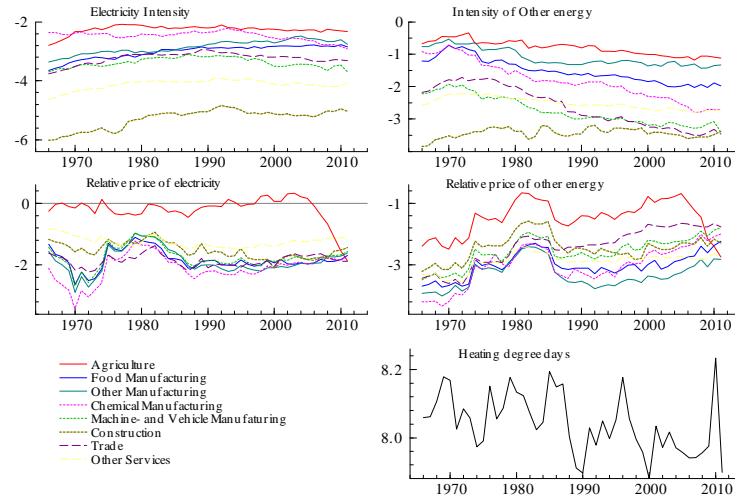 Electricity Intensity
-2
-4
-6
1970 1980 1990 2000 2010
Intensity of Other energy
0
-1
-2
-3
1970 1980 1990 2000 2010
Relative price of electricity
0
-2
1970 1980 1990 2000 2010
Relative price of other energy
-1
-3
1970 1980 1990 2000 2010
Agriculture
Food Manufacturing
Other Manufacturing
Chemical Manufacturing
Machine- and Vehicle Manufaturing
Construction
Trade
Other Services
Heating degree days
8.2
8.0
1970 1980 1990 2000 2010